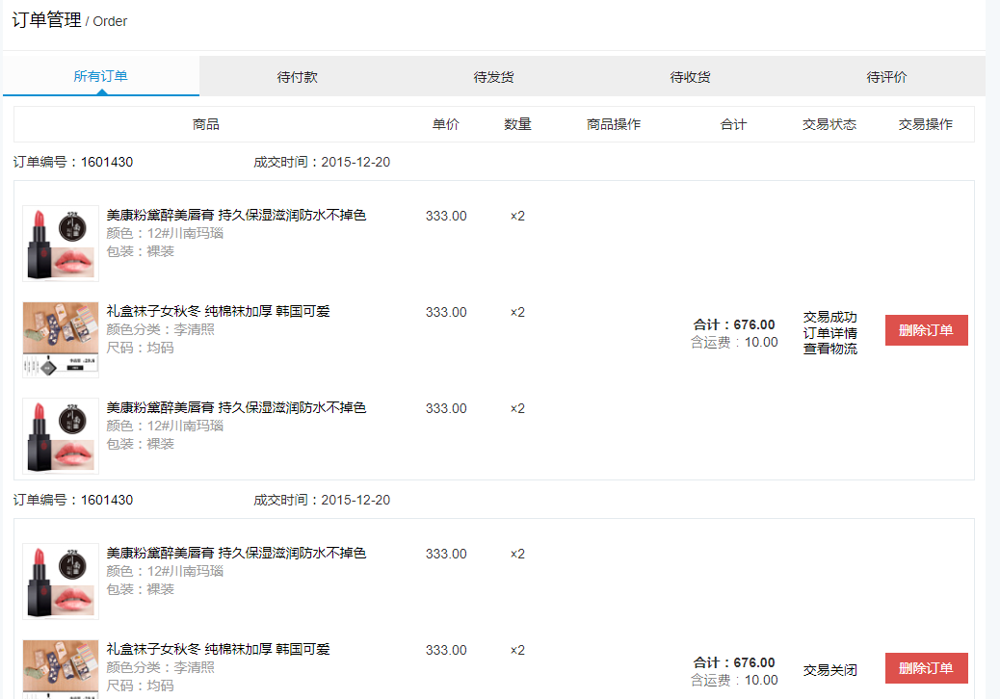 订单管理 / Order
所有订单 待付款 待发货 待收货 待评价
商品 单价 数量 商品操作 合计 交易状态 交易操作
订单编号：1601430 成交时间：2015-12-20
美康粉黛醉美唇膏 持久保湿滋润防水不掉色 333.00 ×2
颜色：12#川南玛瑙
包装：裸装
礼盒袜子女秋冬 纯棉袜加厚 韩国可爱 333.00 ×2
颜色分类：李清照
尺码：均码
合计：676.00
含运费：10.00
交易成功
订单详情
查看物流
删除订单
美康粉黛醉美唇膏 持久保湿滋润防水不掉色 333.00 ×2
颜色：12#川南玛瑙
包装：裸装
订单编号：1601430 成交时间：2015-12-20
美康粉黛醉美唇膏 持久保湿滋润防水不掉色 333.00 ×2
颜色：12#川南玛瑙
包装：裸装
礼盒袜子女秋冬 纯棉袜加厚 韩国可爱 333.00 ×2
颜色分类：李清照
尺码：均码
合计：676.00
含运费：10.00
交易关闭
删除订单